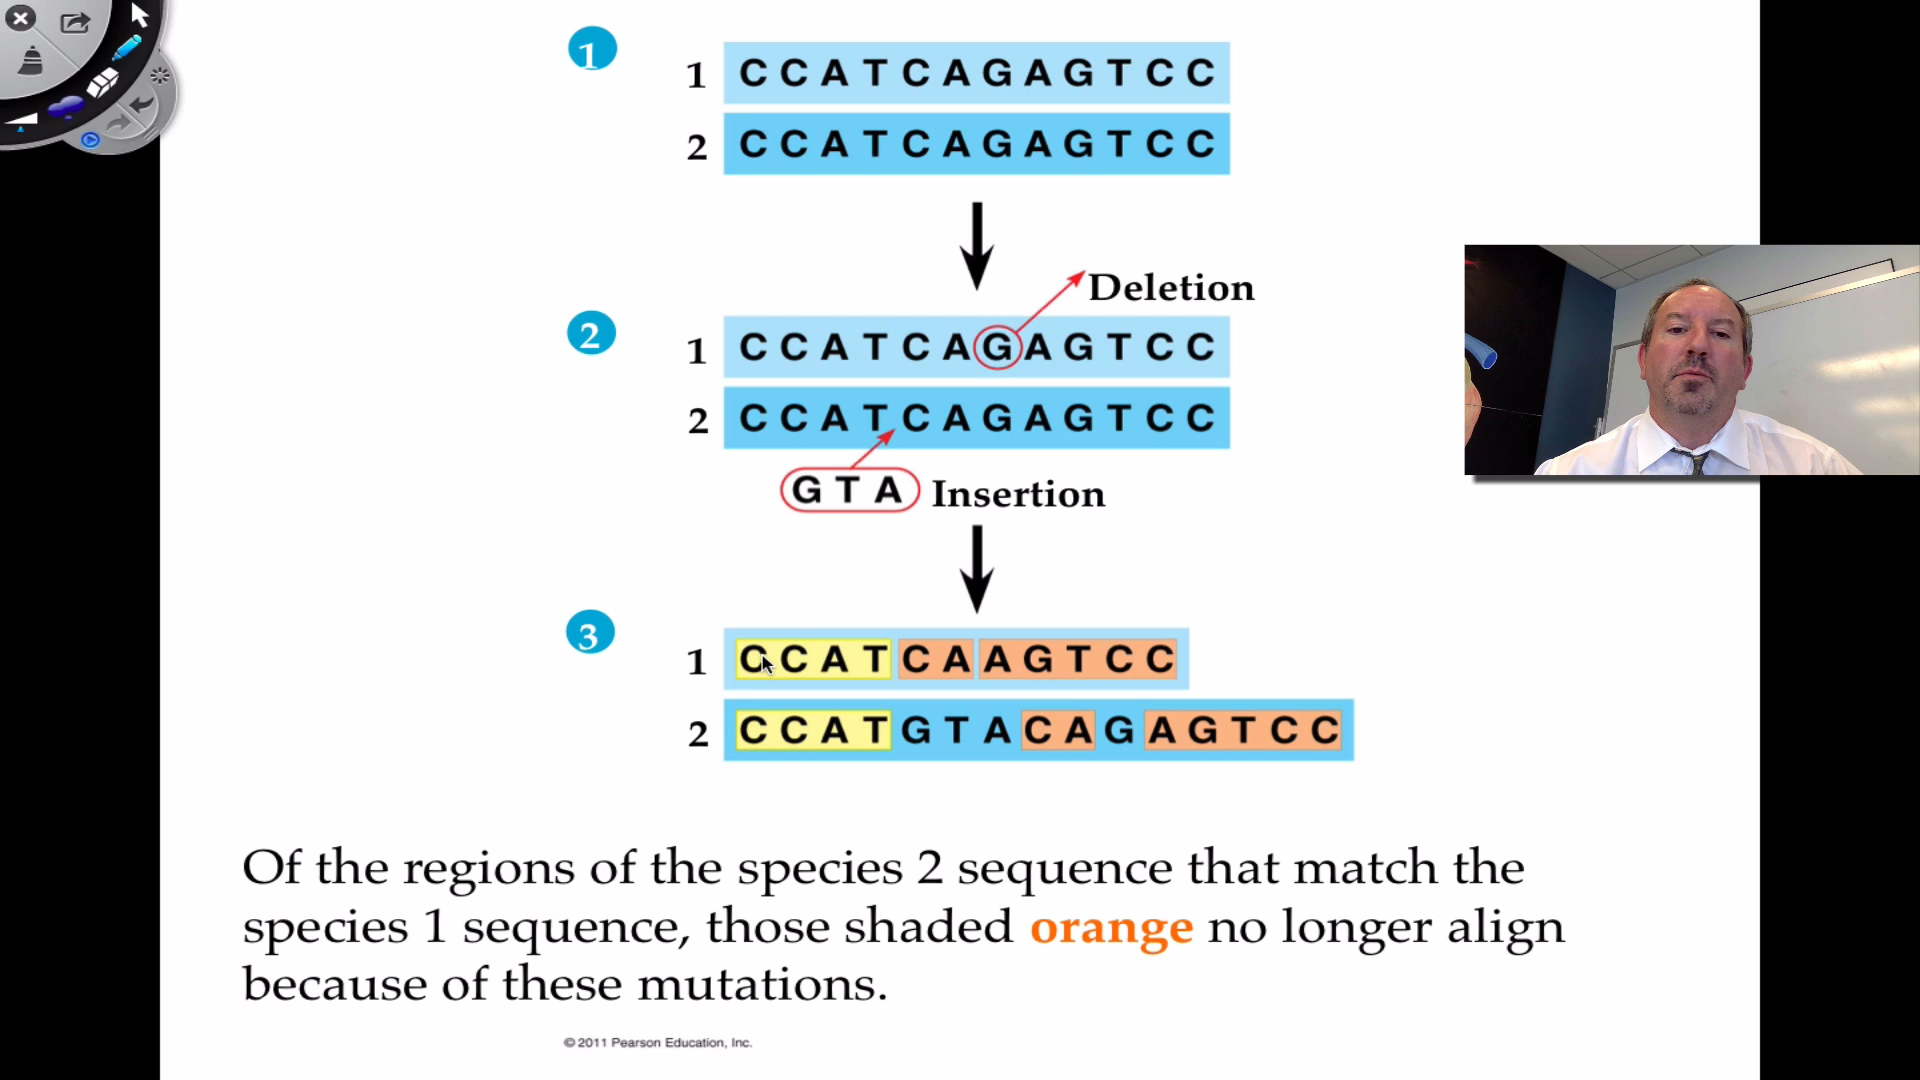 1
1 C C A T C A G A G T C C
2 C C A T C A G A G T C C
Deletion
2
1 C C A T C A G A G T C C
2 C C A T C A G A G T C C
G T A Insertion
3
1 C C A T C A A G T C C
2 C C A T G T A C A G A G T C C
Of the regions of the species 2 sequence that match the
species 1 sequence, those shaded orange no longer align
because of these mutations.
© 2011 Pearson Education, Inc.